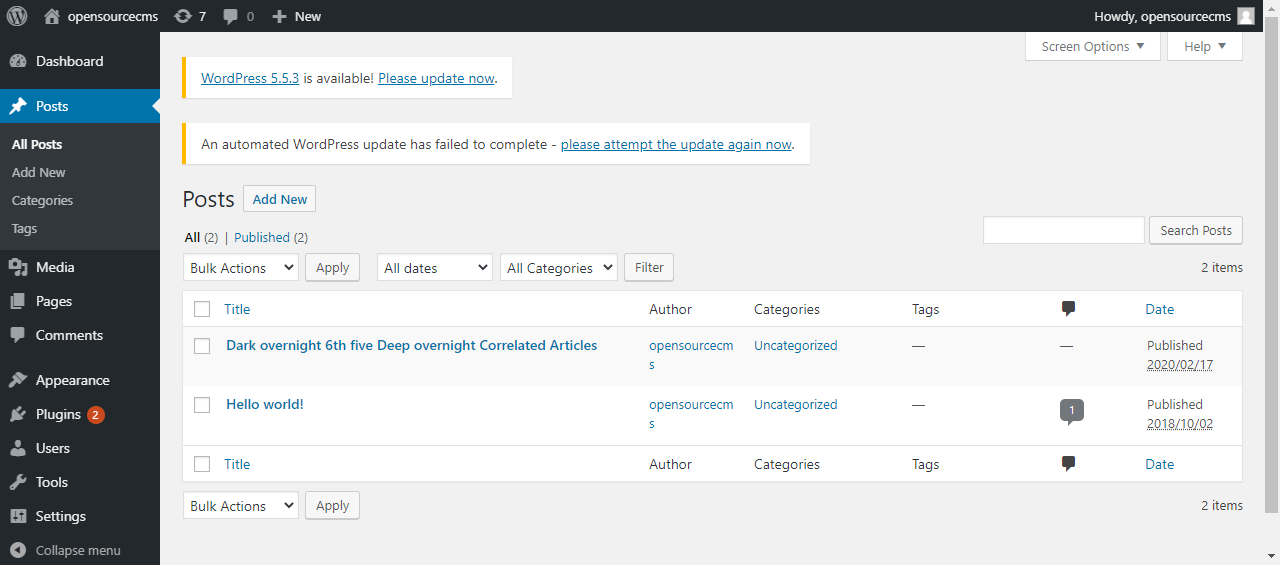 opensourcecms 7 0 New Howdy, opensourcecms
Screen Options Help
Dashboard
Posts
All Posts
Add New
Categories
Tags
Media
Pages
Comments
Appearance
Plugins 2
Users
Tools
Settings
Collapse menu
WordPress 5.5.3 is available! Please update now.
An automated WordPress update has failed to complete - please attempt the update again now.
Posts Add New
All (2) | Published (2)
Search Posts
Bulk Actions Apply All dates All Categories Filter 2 items
Title Author Categories Tags Date
Dark overnight 6th five Deep overnight Correlated Articles opensourcecm Uncategorized — — Published
s 2020/02/17
Hello world! opensourcecm Uncategorized — 1 Published
s 2018/10/02
Title Author Categories Tags Date
Bulk Actions Apply 2 items